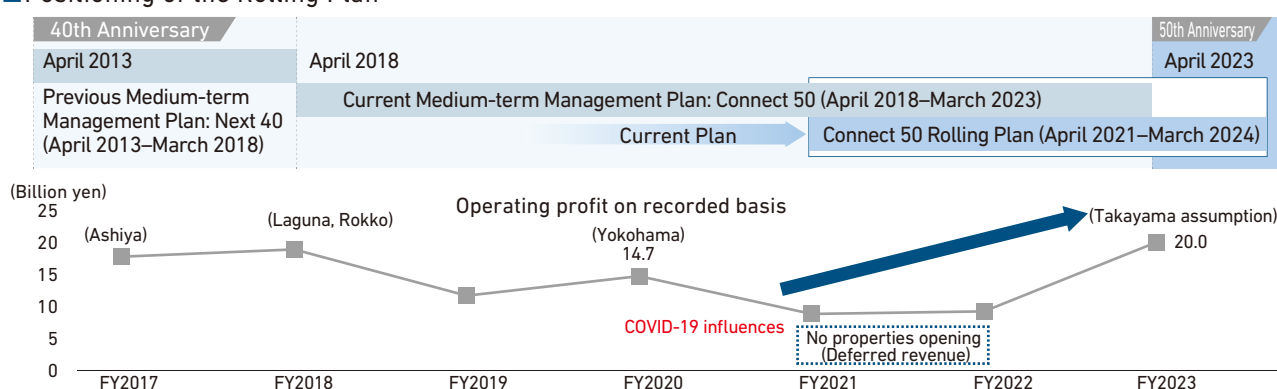 ■Positioning of the Rolling Plan
40th Anniversary
50th Anniversary
April 2013
April 2018
April 2023
Previous Medium-term
Management Plan: Next 40
(April 2013–March 2018)
Current Medium-term Management Plan: Connect 50 (April 2018–March 2023)
Current Plan
Connect 50 Rolling Plan (April 2021–March 2024)
(Billion yen)
Operating profit on recorded basis
25
20
15
10
5
0
(Ashiya)
(Laguna, Rokko)
(Yokohama)
14.7
(Takayama assumption)
20.0
COVID-19 influences
No properties opening
(Deferred revenue)
FY2017
FY2018
FY2019
FY2020
FY2021
FY2022
FY2023